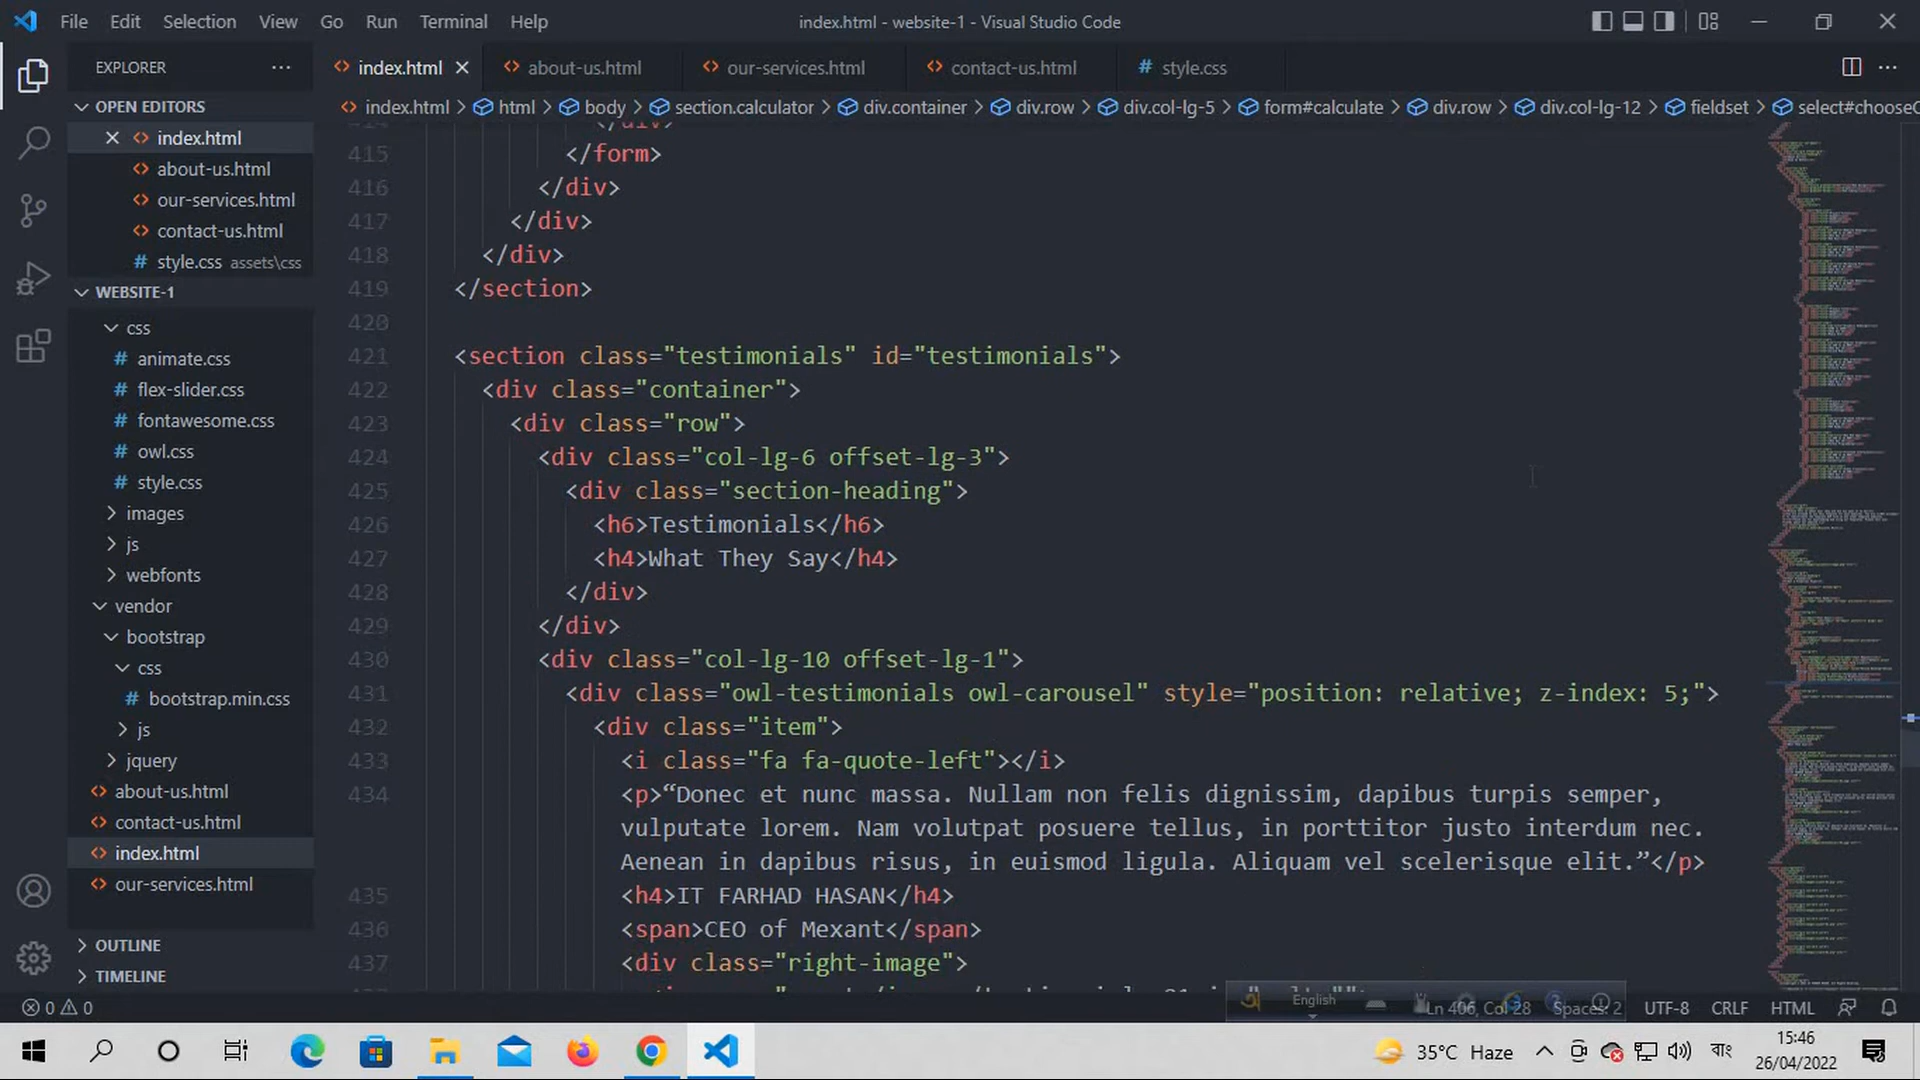 File Edit Selection View Go Run Terminal Help index.html - website-1 - Visual Studio Code
EXPLORER
index.html
about-us.html
our-services.html
contact-us.html
style.css
OPEN EDITORS
index.html > html > body > section.calculator > div.container > div.row > div.col-lg-5 > form#calculate > div.row > div.col-lg-12 > fieldset > select#chooseO
index.html
about-us.html
our-services.html
contact-us.html
style.css assets\css
WEBSITE-1
css
animate.css
flex-slider.css
fontawesome.css
owl.css
style.css
images
js
webfonts
vendor
bootstrap
css
bootstrap.min.css
js
jquery
about-us.html
contact-us.html
index.html
our-services.html
OUTLINE
TIMELINE
415 </form>
416 </div>
417 </div>
418 </div>
419 </section>
420
421 <section class="testimonials" id="testimonials">
422 <div class="container">
423 <div class="row">
424 <div class="col-lg-6 offset-lg-3">
425 <div class="section-heading">
426 <h6>Testimonials</h6>
427 <h4>What They Say</h4>
428 </div>
429 </div>
430 <div class="col-lg-10 offset-lg-1">
431 <div class="owl-testimonials owl-carousel" style="position: relative; z-index: 5;">
432 <div class="item">
433 <i class="fa fa-quote-left"></i>
434 <p>“Donec et nunc massa. Nullam non felis dignissim, dapibus turpis semper,
vulputate lorem. Nam volutpat posuere tellus, in porttitor justo interdum nec.
Aenean in dapibus risus, in euismod ligula. Aliquam vel scelerisque elit.”</p>
435 <h4>IT FARHAD HASAN</h4>
436 <span>CEO of Mexant</span>
437 <div class="right-image">
English
0 0 Ln 406, Col 28 Spaces: 2 UTF-8 CRLF HTML
35°C Haze বাং 15:46
26/04/2022